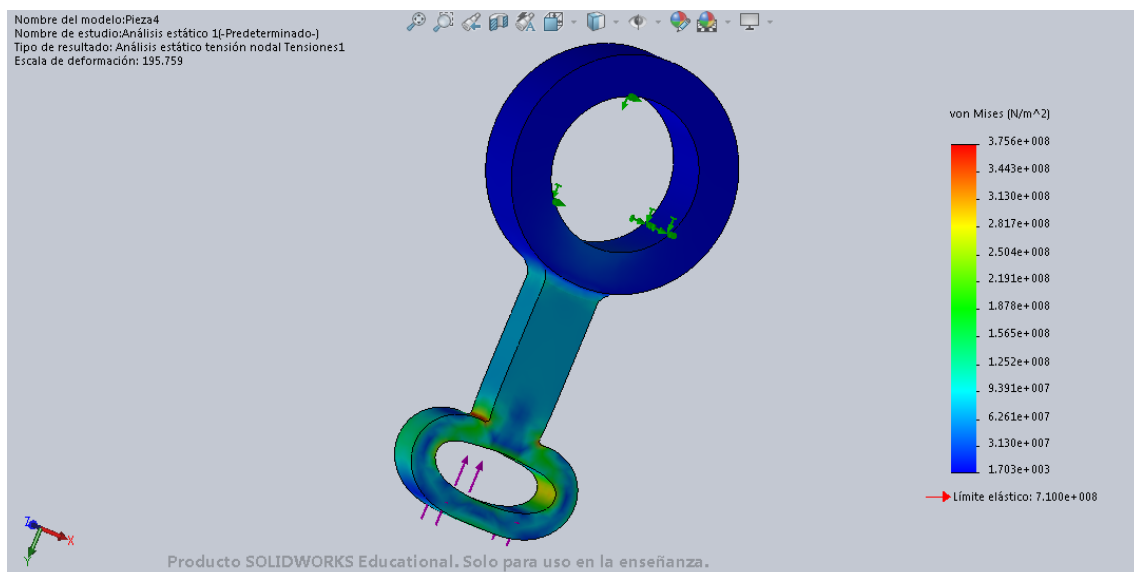 Nombre del modelo:Pieza4
Nombre de estudio:Análisis estático 1(-Predeterminado-)
Tipo de resultado: Análisis estático tensión nodal Tensiones1
Escala de deformación: 195.759
von Mises (N/m^2)
3.756e+008
3.443e+008
3.130e+008
2.817e+008
2.504e+008
2.191e+008
1.878e+008
1.565e+008
1.252e+008
9.391e+007
6.261e+007
3.130e+007
1.703e+003
Límite elástico: 7.100e+008
Z
X
Y
Producto SOLIDWORKS Educational. Solo para uso en la enseñanza.